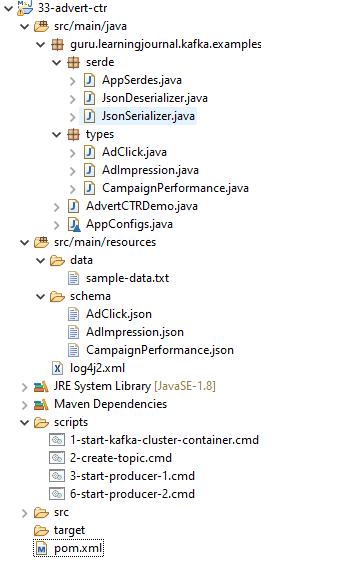 33-advert-ctr
src/main/java
guru.learningjournal.kafka.examples
serde
AppSerdes.java
JsonDeserializer.java
JsonSerializer.java
types
AdClick.java
AdImpression.java
CampaignPerformance.java
AdvertCTRDemo.java
AppConfigs.java
src/main/resources
data
sample-data.txt
schema
AdClick.json
AdImpression.json
CampaignPerformance.json
log4j2.xml
JRE System Library [JavaSE-1.8]
Maven Dependencies
scripts
1-start-kafka-cluster-container.cmd
2-create-topic.cmd
3-start-producer-1.cmd
6-start-producer-2.cmd
src
target
pom.xml